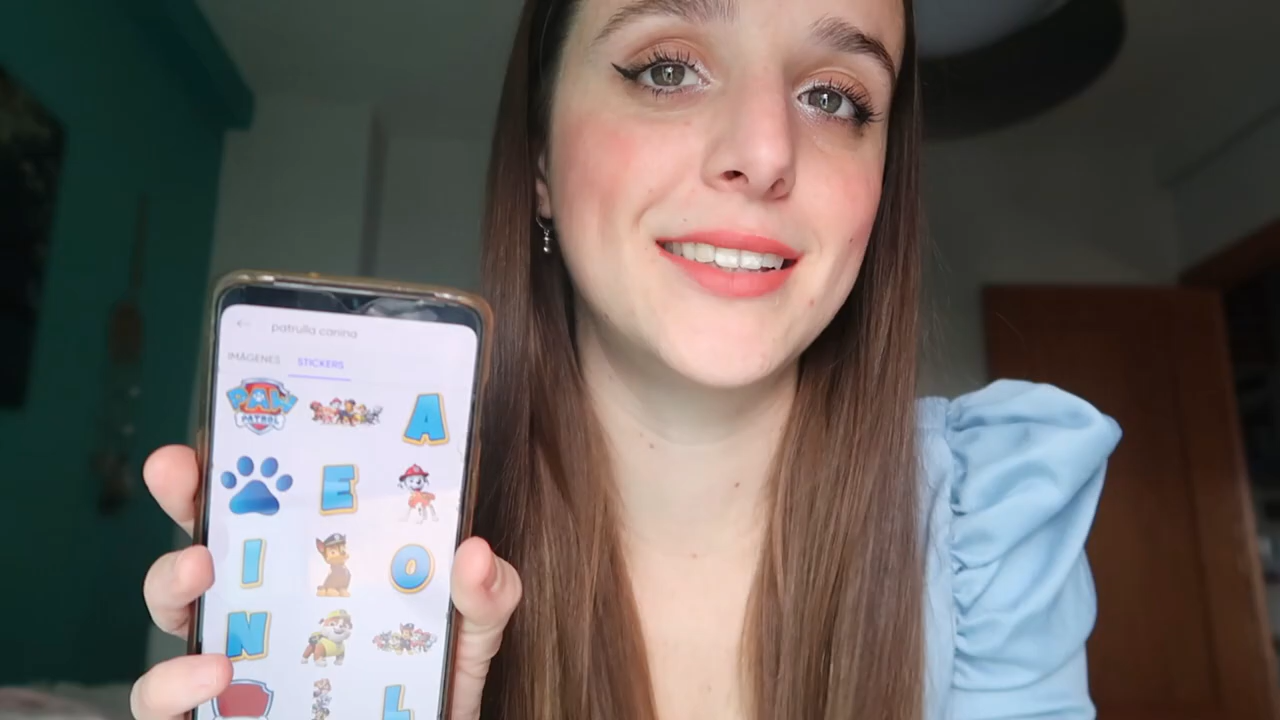 patrulla canina
IMÁGENES STICKERS
PAW
PATROL
A
E
I
O
N
L